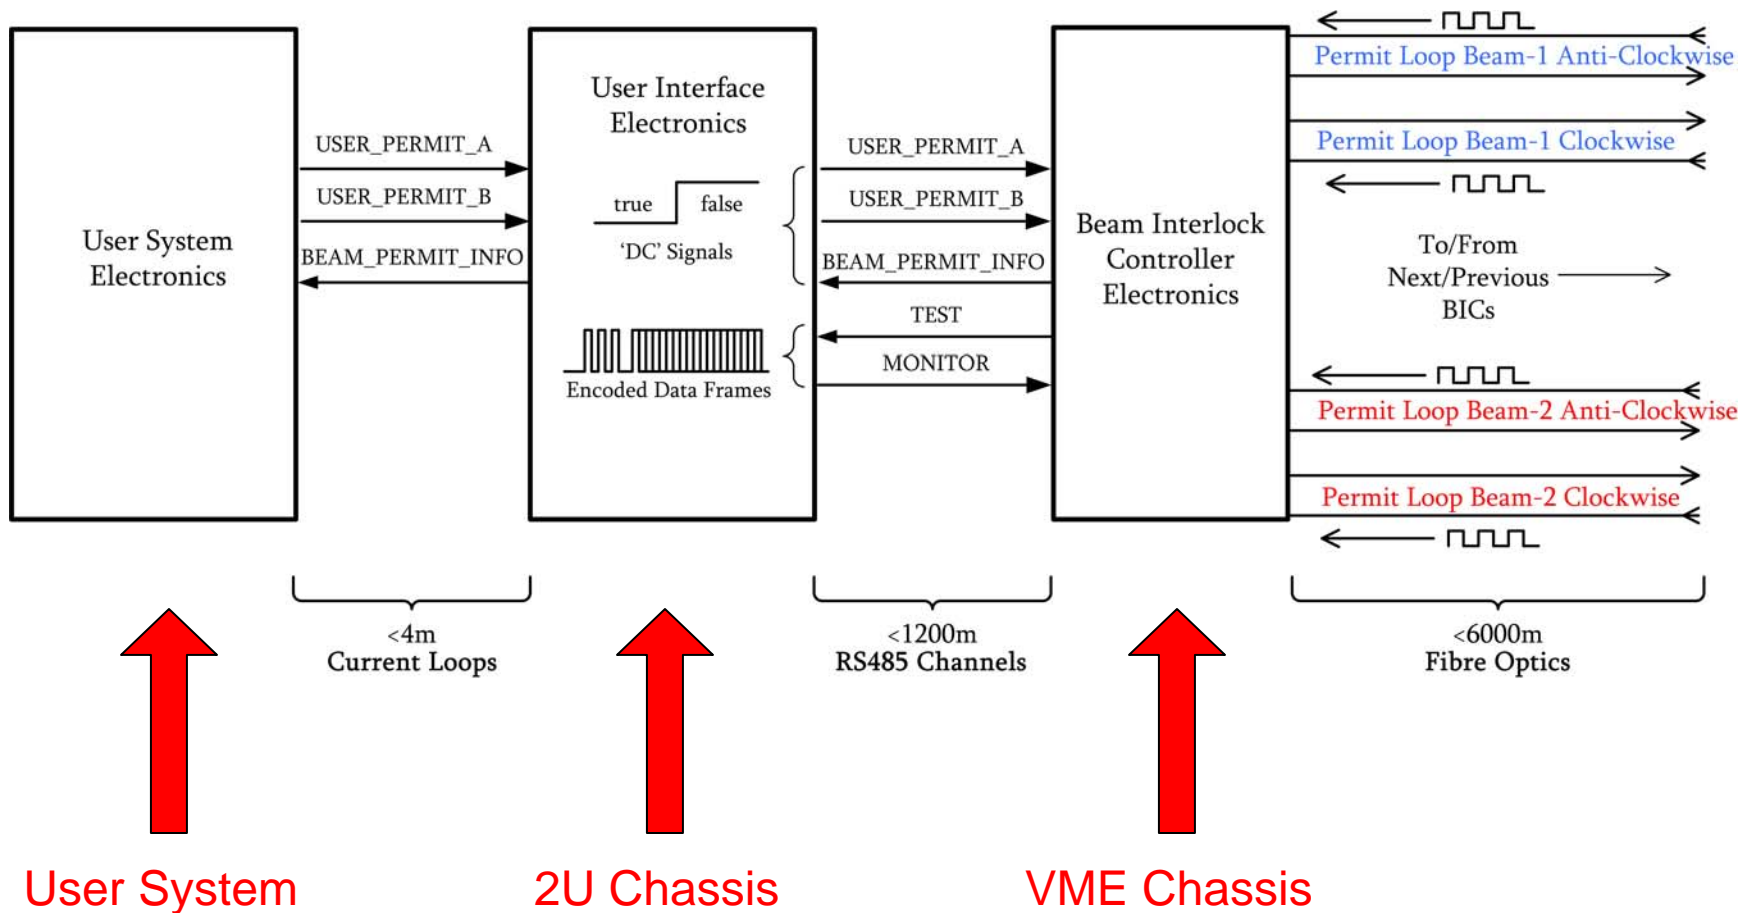 User System
Electronics
USER_PERMIT_A
USER_PERMIT_B
BEAM_PERMIT_INFO
User Interface
Electronics
true
false
‘DC’ Signals
Encoded Data Frames
USER_PERMIT_A
USER_PERMIT_B
BEAM_PERMIT_INFO
TEST
MONITOR
Beam Interlock
Controller
Electronics
Permit Loop Beam-1 Anti-Clockwise
Permit Loop Beam-1 Clockwise
To/From
Next/Previous
BICs
Permit Loop Beam-2 Anti-Clockwise
Permit Loop Beam-2 Clockwise
<4m
Current Loops
<1200m
RS485 Channels
<6000m
Fibre Optics
User System
2U Chassis
VME Chassis